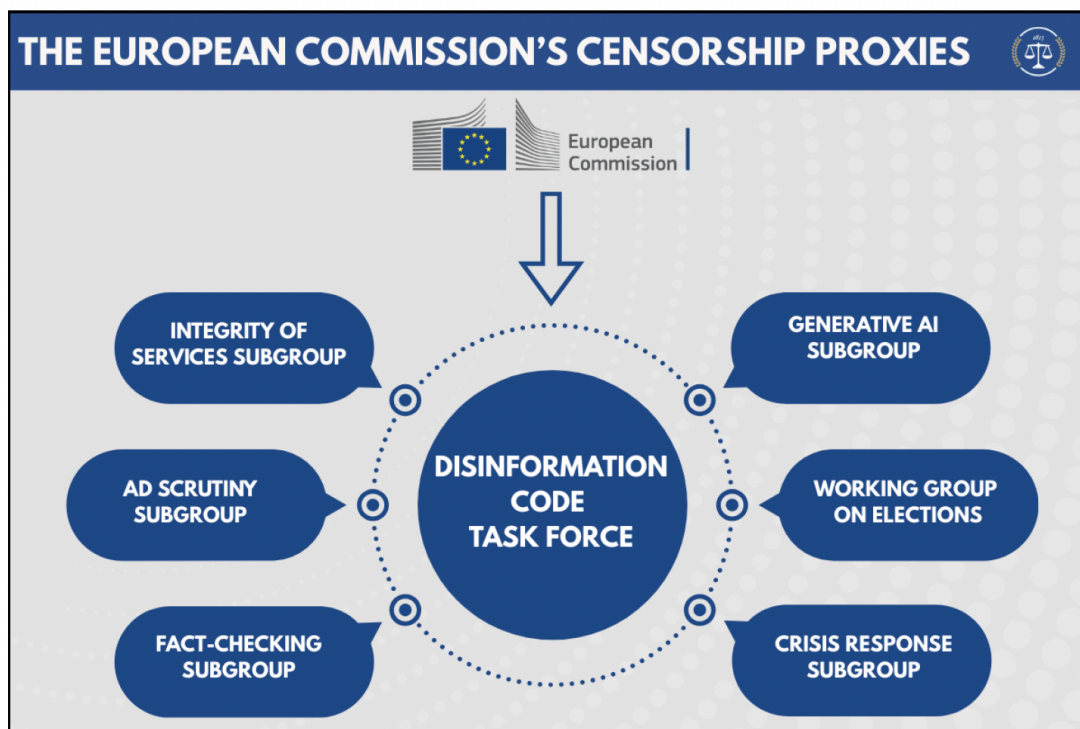 THE EUROPEAN COMMISSION'S CENSORSHIP PROXIES
European
Commission
INTEGRITY OF
SERVICES SUBGROUP
GENERATIVE AI
SUBGROUP
AD SCRUTINY
SUBGROUP
DISINFORMATION
CODE
TASK FORCE
WORKING GROUP
ON ELECTIONS
FACT-CHECKING
SUBGROUP
CRISIS RESPONSE
SUBGROUP